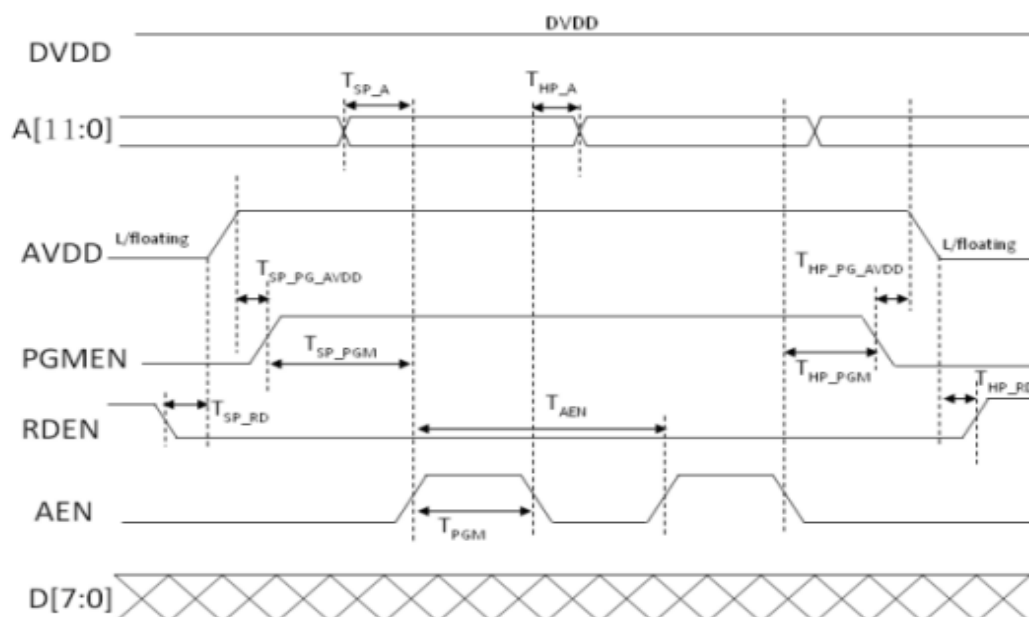 DVDD
DVDD
T_SP_A
T_HP_A
A[11:0]
L/floating
AVDD
T_SP_PG_AVDD
T_HP_PG_AVDD
L/floating
PGMEN
T_SP_PGM
T_HP_PGM
RDEN
T_SP_RD
T_AEN
T_HP_RD
AEN
T_PGM
D[7:0]